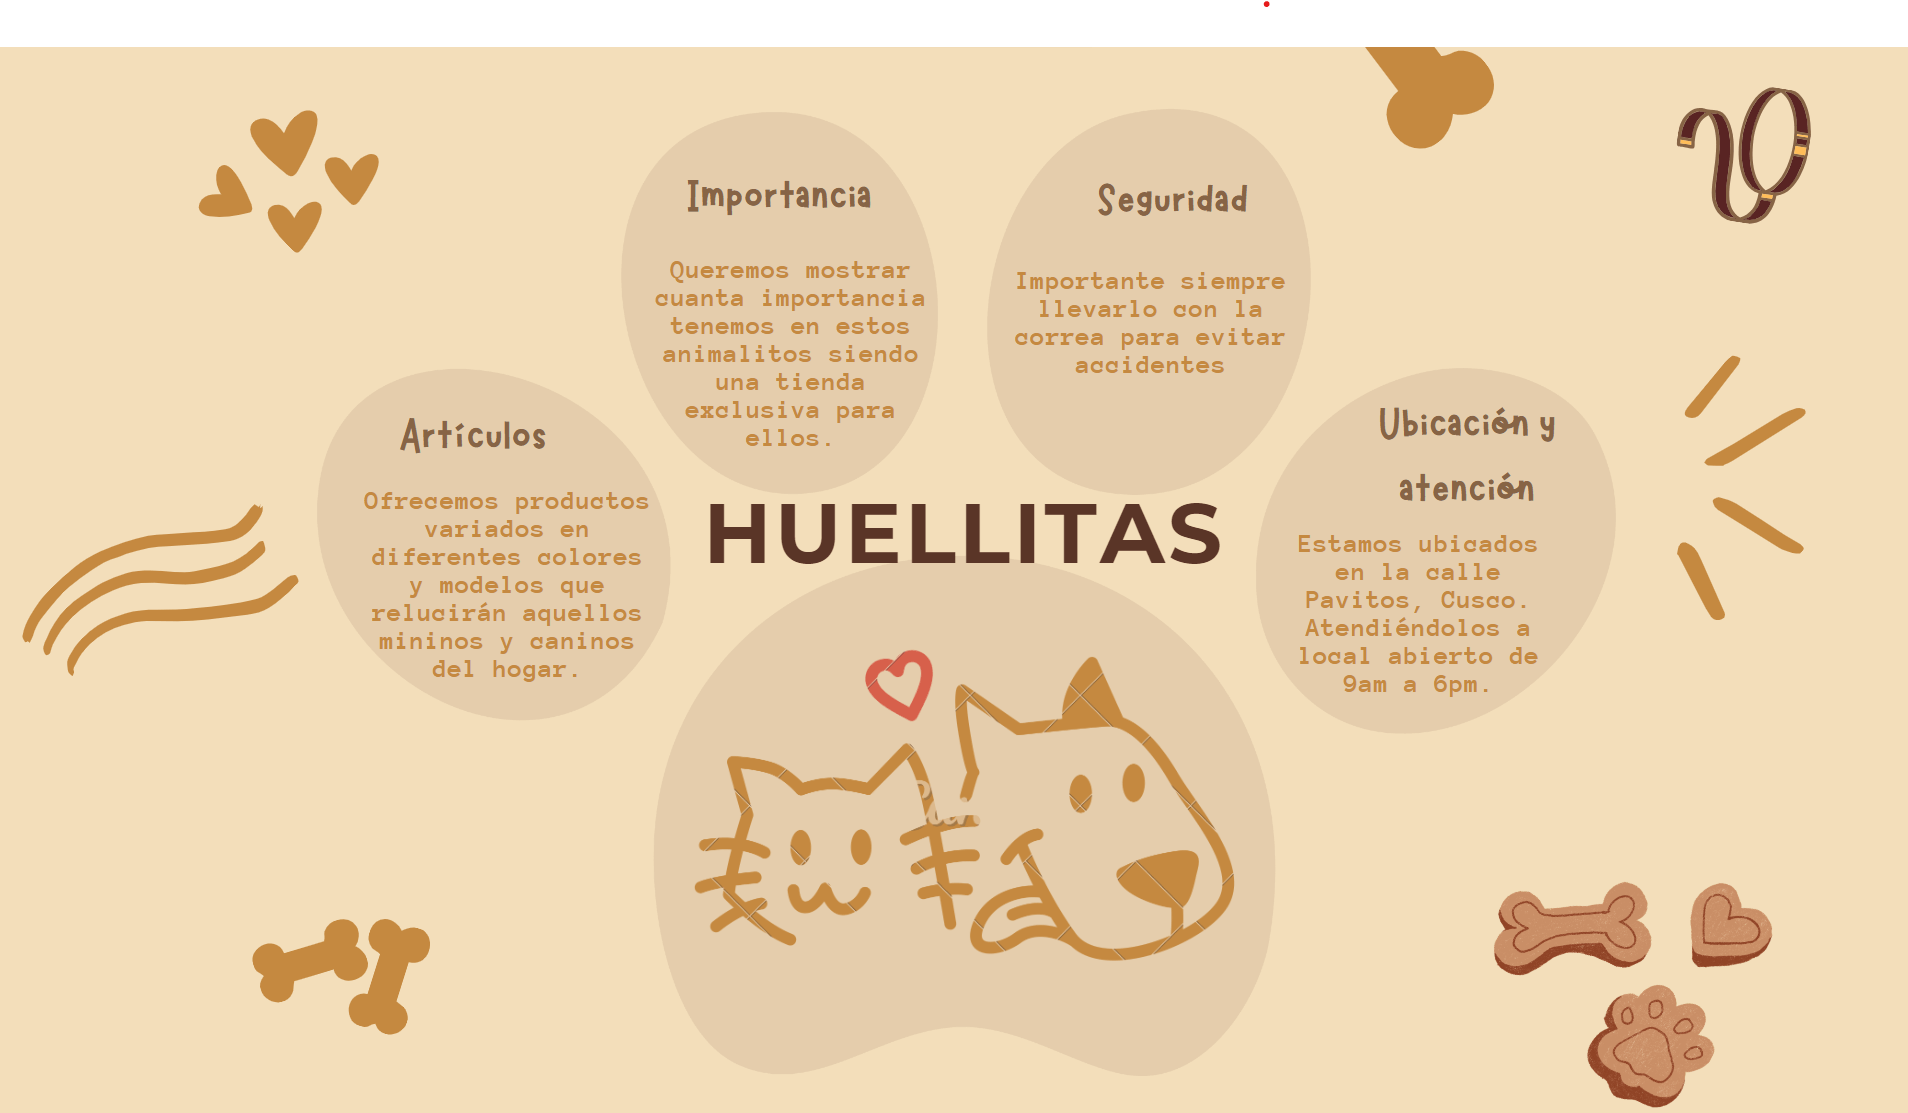 Importancia
Queremos mostrar
cuanta importancia
tenemos en estos
animalitos siendo
una tienda
exclusiva para
ellos.
Seguridad
Importante siempre
llevarlo con la
correa para evitar
accidentes
Artículos
Ofrecemos productos
variados en
diferentes colores
y modelos que
relucirán aquellos
mininos y caninos
del hogar.
Ubicación y
atención
Estamos ubicados
en la calle
Pavitos, Cusco.
Atendiéndolos a
local abierto de
9am a 6pm.
HUELLITAS